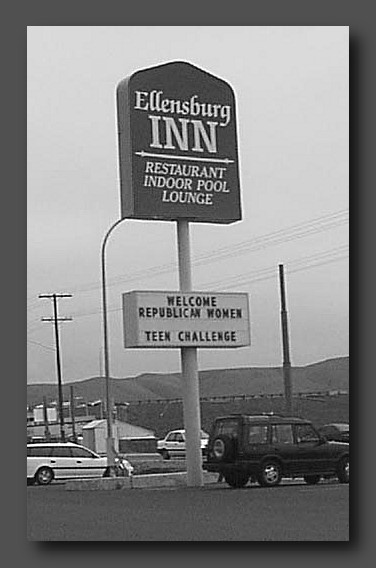 Ellensburg
INN
RESTAURANT
INDOOR POOL
LOUNGE
WELCOME
REPUBLICAN WOMEN
TEEN CHALLENGE